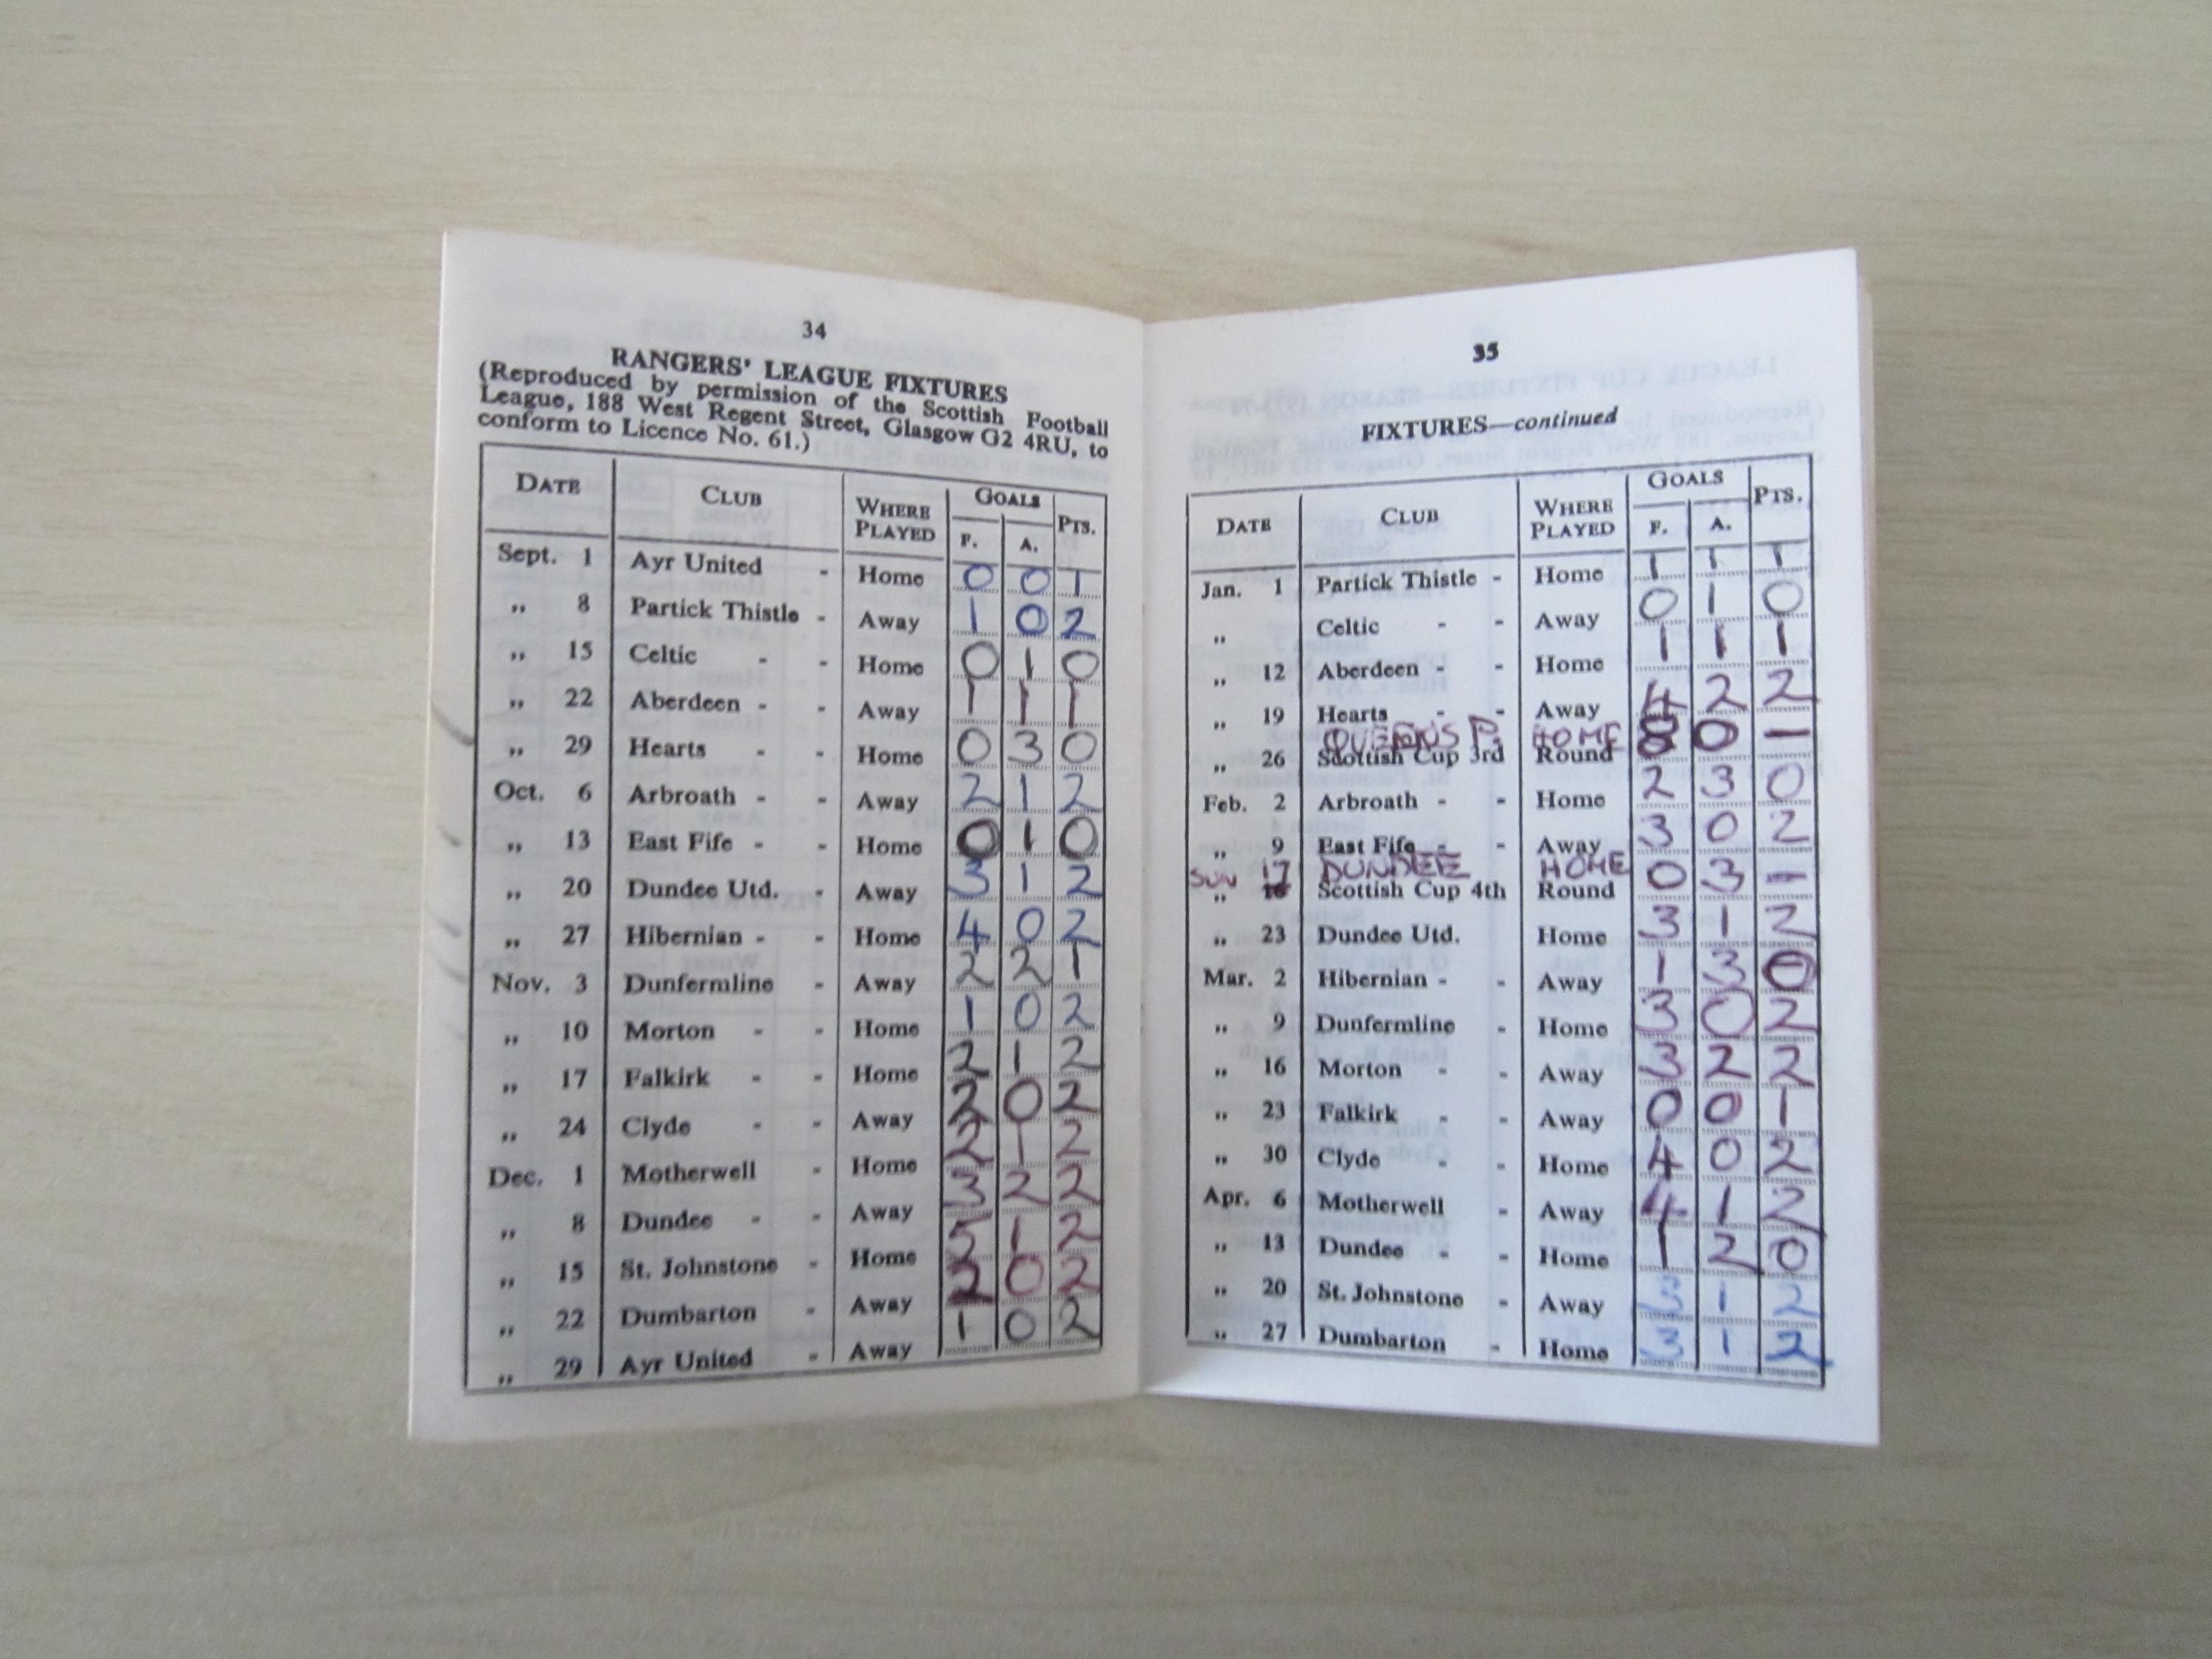 34
RANGERS' LEAGUE FIXTURES
(Reproduced by permission of the Scottish Football
League, 188 West Regent Street, Glasgow G2 4RU, to
conform to Licence No. 61.)
DATE CLUB WHERE PLAYED GOALS F. A. PTS.
Sept. 1 Ayr United - Home 0 0 1
,, 8 Partick Thistle - Away 1 0 2
,, 15 Celtic - - Home 0 1 0
,, 22 Aberdeen - - Away 1 1 1
,, 29 Hearts - - Home 0 3 0
Oct. 6 Arbroath - - Away 2 1 2
,, 13 East Fife - - Home 0 1 0
,, 20 Dundee Utd. - Away 3 1 2
,, 27 Hibernian - - Home 4 0 2
Nov. 3 Dunfermline - Away 2 2 1
,, 10 Morton - - Home 1 0 2
,, 17 Falkirk - - Home 2 1 2
,, 24 Clyde - - Away 2 0 2
Dec. 1 Motherwell - Home 2 1 2
,, 8 Dundee - - Away 3 2 2
,, 15 St. Johnstone - Home 5 1 2
,, 22 Dumbarton - Away 2 0 2
,, 29 Ayr United - Away 1 0 2
35
FIXTURES—continued
DATE CLUB WHERE PLAYED GOALS F. A. PTS.
Jan. 1 Partick Thistle - Home 1 1 1
,, Celtic - - Away 0 1 0
,, 12 Aberdeen - - Home 1 1 1
,, 19 Hearts - - Away 4 2 2
QUEENS P. HOME 8 0 -
,, 26 Scottish Cup 3rd Round
Feb. 2 Arbroath - - Home 2 3 0
,, 9 East Fife - - Away 3 0 2
SUN 17 DUNDEE HOME 0 3 -
,, 16 Scottish Cup 4th Round
,, 23 Dundee Utd. Home 3 1 2
Mar. 2 Hibernian - - Away 1 3 0
,, 9 Dunfermline - Home 3 0 2
,, 16 Morton - - Away 3 2 2
,, 23 Falkirk - - Away 0 0 1
,, 30 Clyde - - Home 4 0 2
Apr. 6 Motherwell - Away 4 1 2
,, 13 Dundee - - Home 1 2 0
,, 20 St. Johnstone - Away 3 1 2
,, 27 Dumbarton - Home 3 1 2